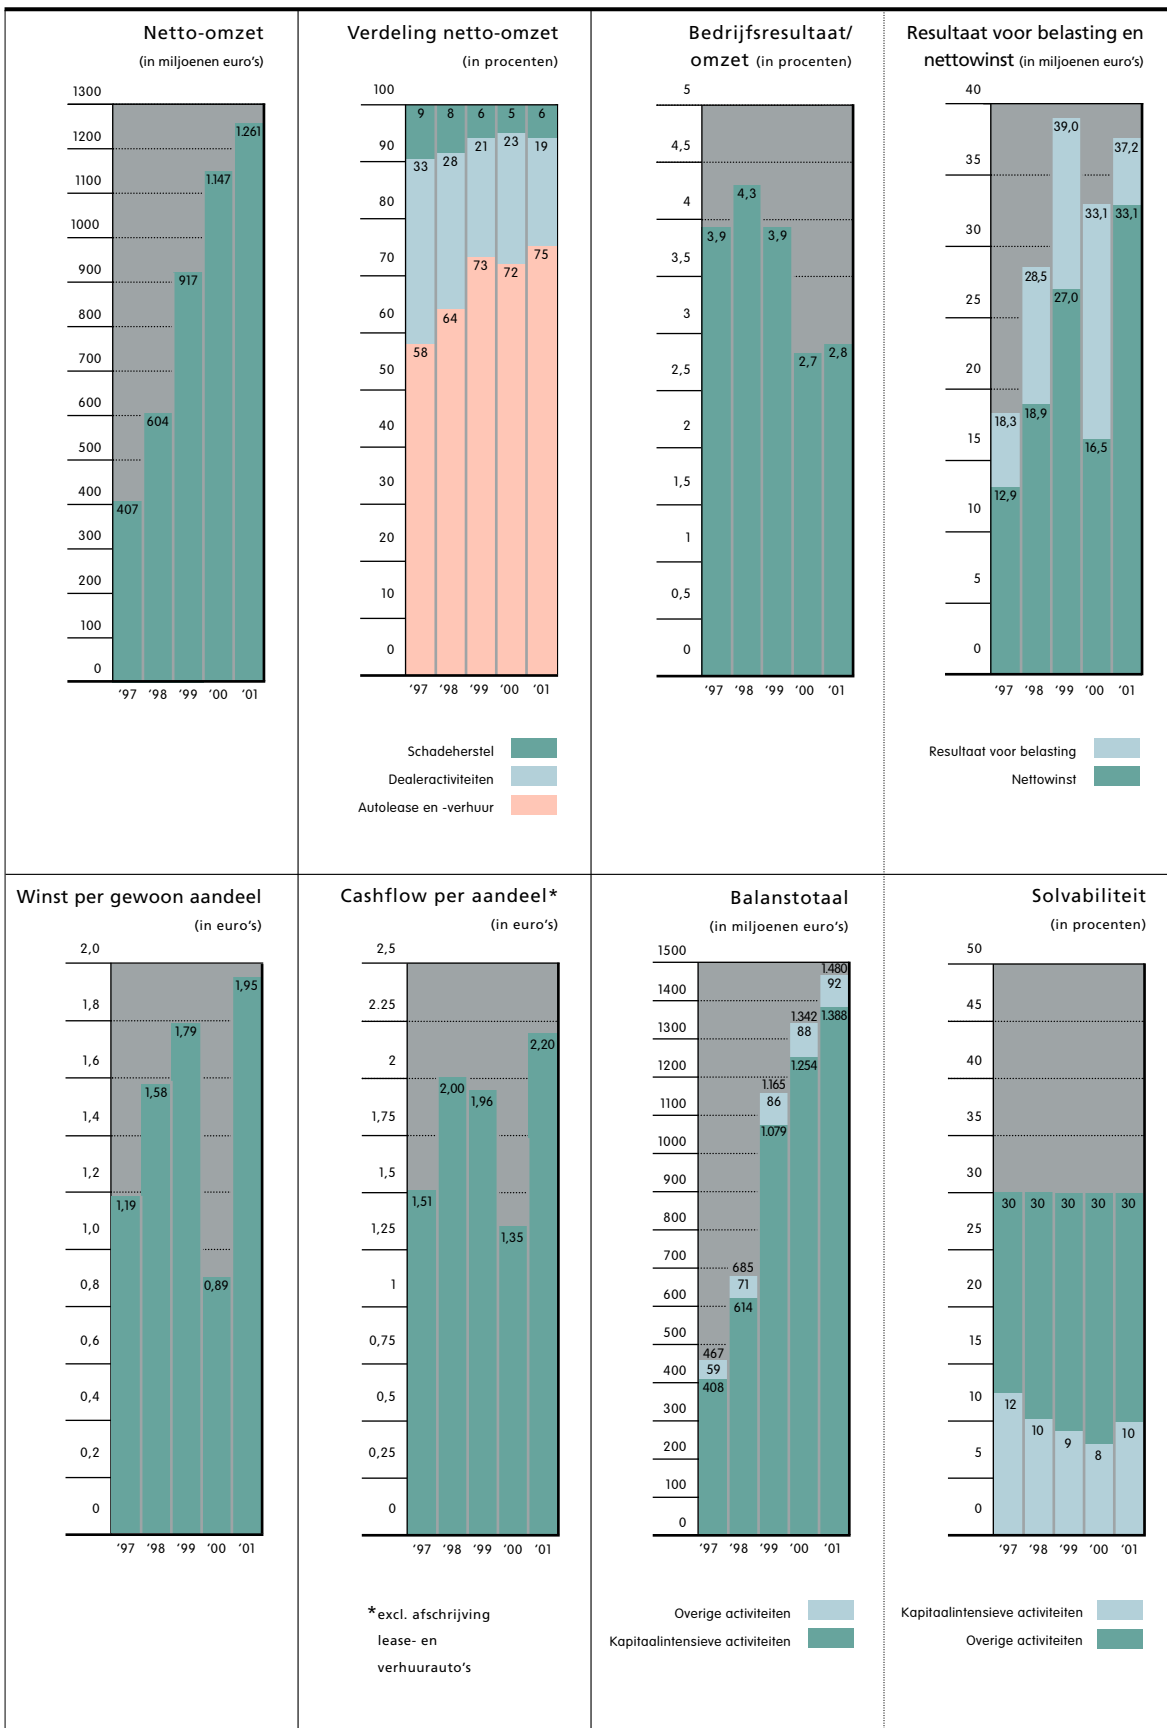 Netto-omzet
(in miljoenen euro's)
1300
1200
1100
1000
900
800
700
600
500
400
300
200
100
0
1.261
1.147
917
604
407
'97 '98 '99 '00 '01
Verdeling netto-omzet
(in procenten)
100
90
80
70
60
50
40
30
20
10
0
9 8 6 5 6
33 28 21 23 19
58 64 73 72 75
'97 '98 '99 '00 '01
Schadeherstel
Dealeractiviteiten
Autolease en -verhuur
Bedrijfsresultaat/
omzet (in procenten)
5
4,5
4
3,5
3
2,5
2
1,5
1
0,5
0
3,9 4,3 3,9 2,7 2,8
'97 '98 '99 '00 '01
Resultaat voor belasting en
nettowinst (in miljoenen euro's)
40
35
30
25
20
15
10
5
0
18,3 28,5 39,0 33,1 37,2
12,9 18,9 27,0 16,5 33,1
'97 '98 '99 '00 '01
Resultaat voor belasting
Nettowinst
Winst per gewoon aandeel
(in euro's)
2,0
1,8
1,6
1,4
1,2
1,0
0,8
0,6
0,4
0,2
0
1,19 1,58 1,79 0,89 1,95
'97 '98 '99 '00 '01
Cashflow per aandeel*
(in euro's)
2,5
2.25
2
1,75
1,5
1,25
1
0,75
0,5
0,25
0
1,51 2,00 1,96 1,35 2,20
'97 '98 '99 '00 '01
*excl. afschrijving
lease- en
verhuurauto's
Balanstotaal
(in miljoenen euro's)
1500
1400
1300
1200
1100
1000
900
800
700
600
500
400
300
200
100
0
467 685 1.165 1.342 1.480
59 71 86 88 92
408 614 1.079 1.254 1.388
'97 '98 '99 '00 '01
Overige activiteiten
Kapitaalintensieve activiteiten
Solvabiliteit
(in procenten)
50
45
40
35
30
25
20
15
10
5
0
30 30 30 30 30
12 10 9 8 10
'97 '98 '99 '00 '01
Kapitaalintensieve activiteiten
Overige activiteiten